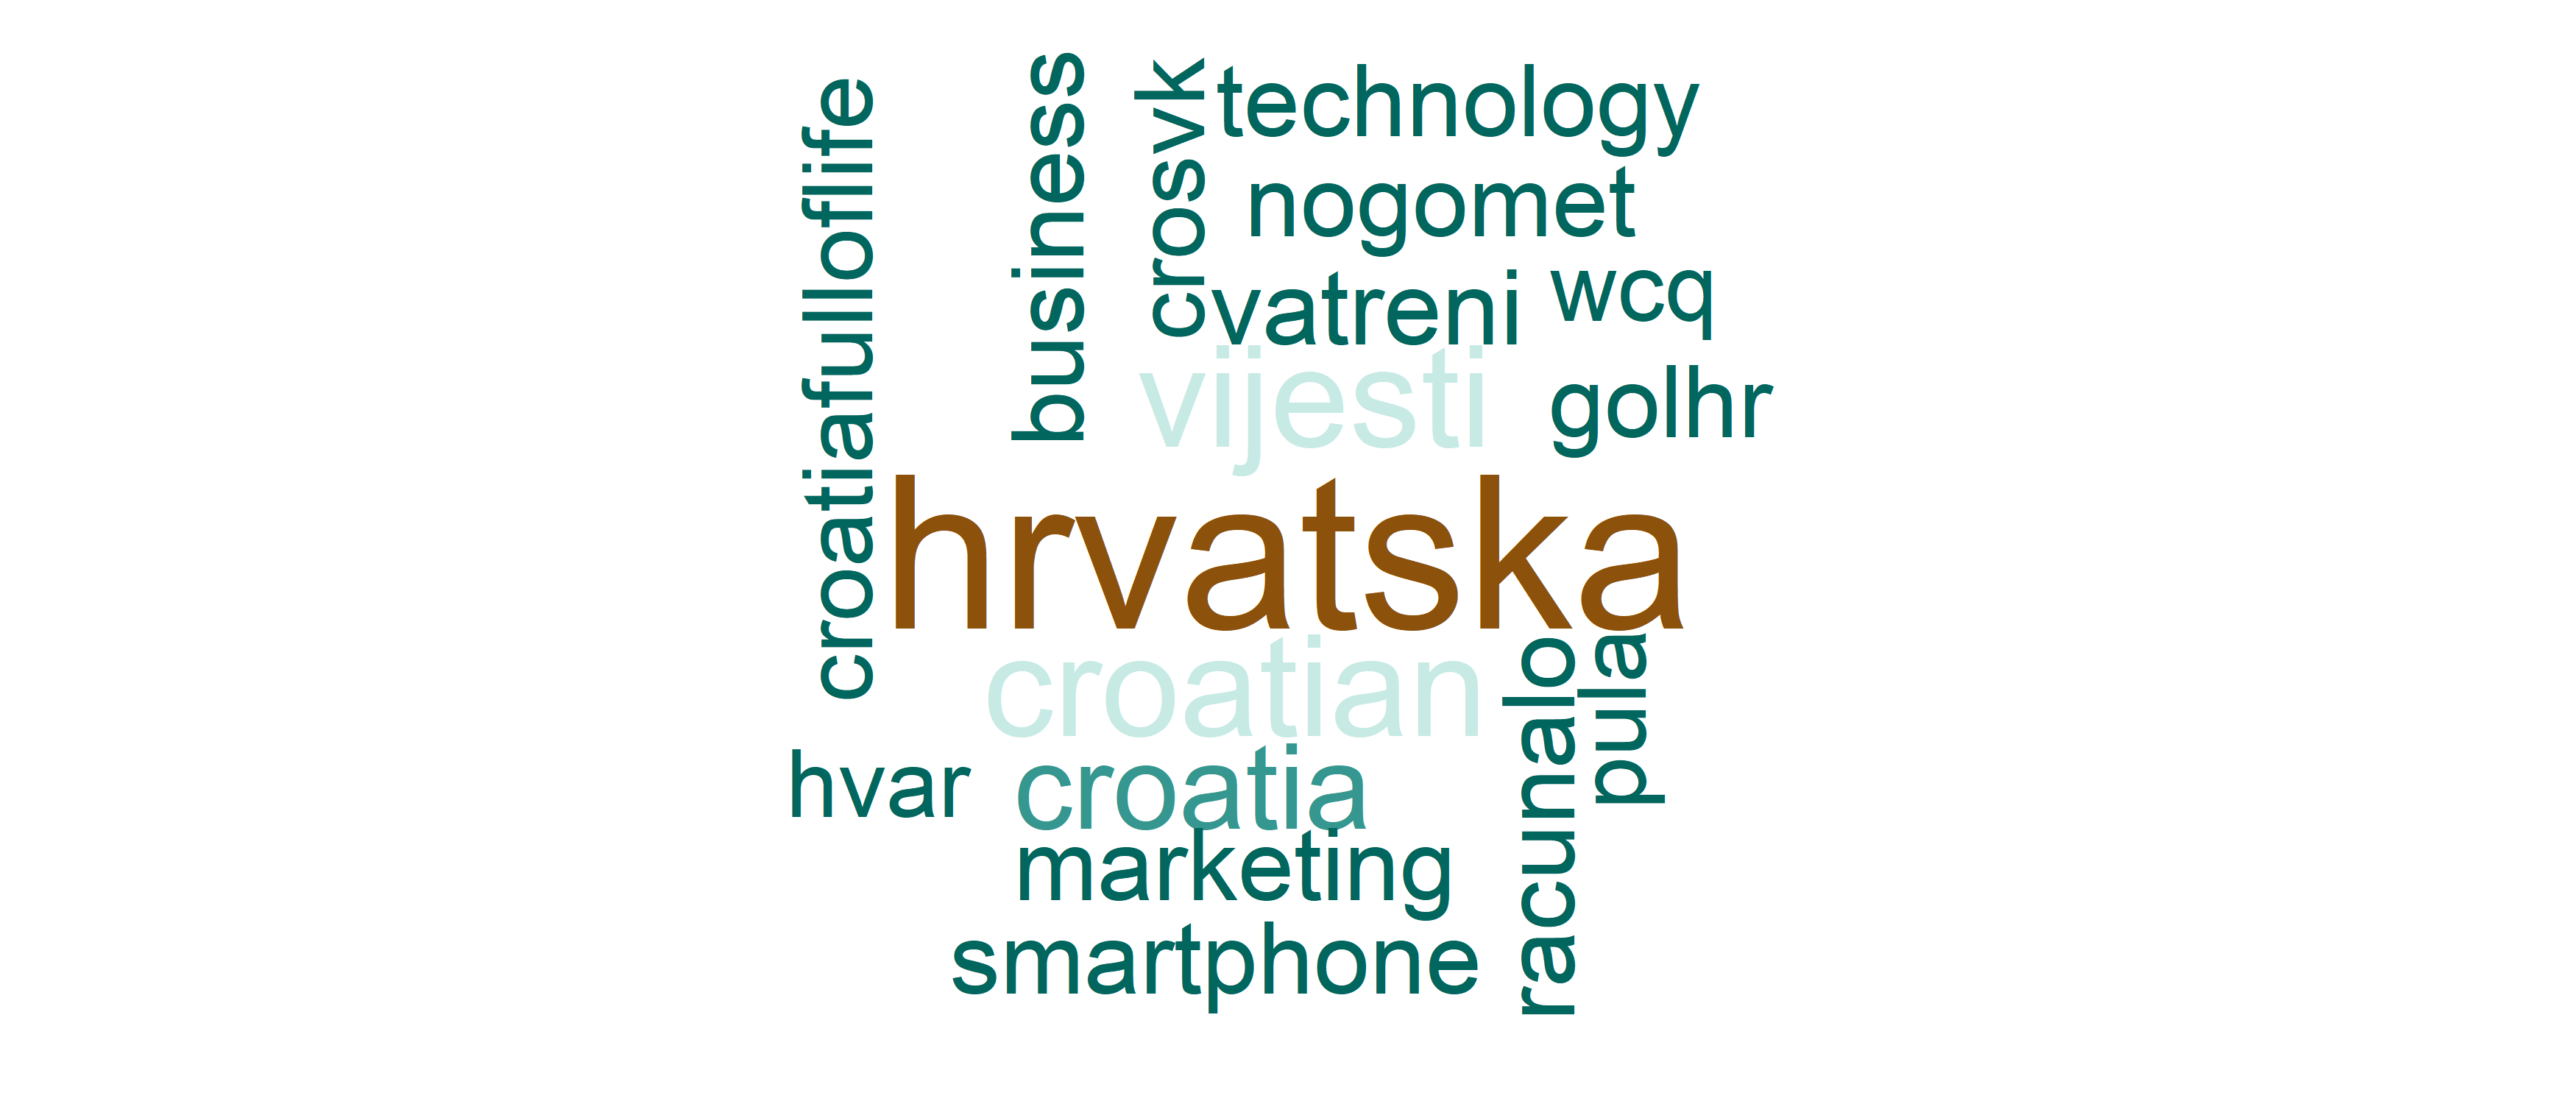 croatiafulloflife
business
crosvk
technology
nogomet
vatreni
wcq
vijesti
golhr
hrvatska
croatian
racunalo
pula
hvar
croatia
marketing
smartphone